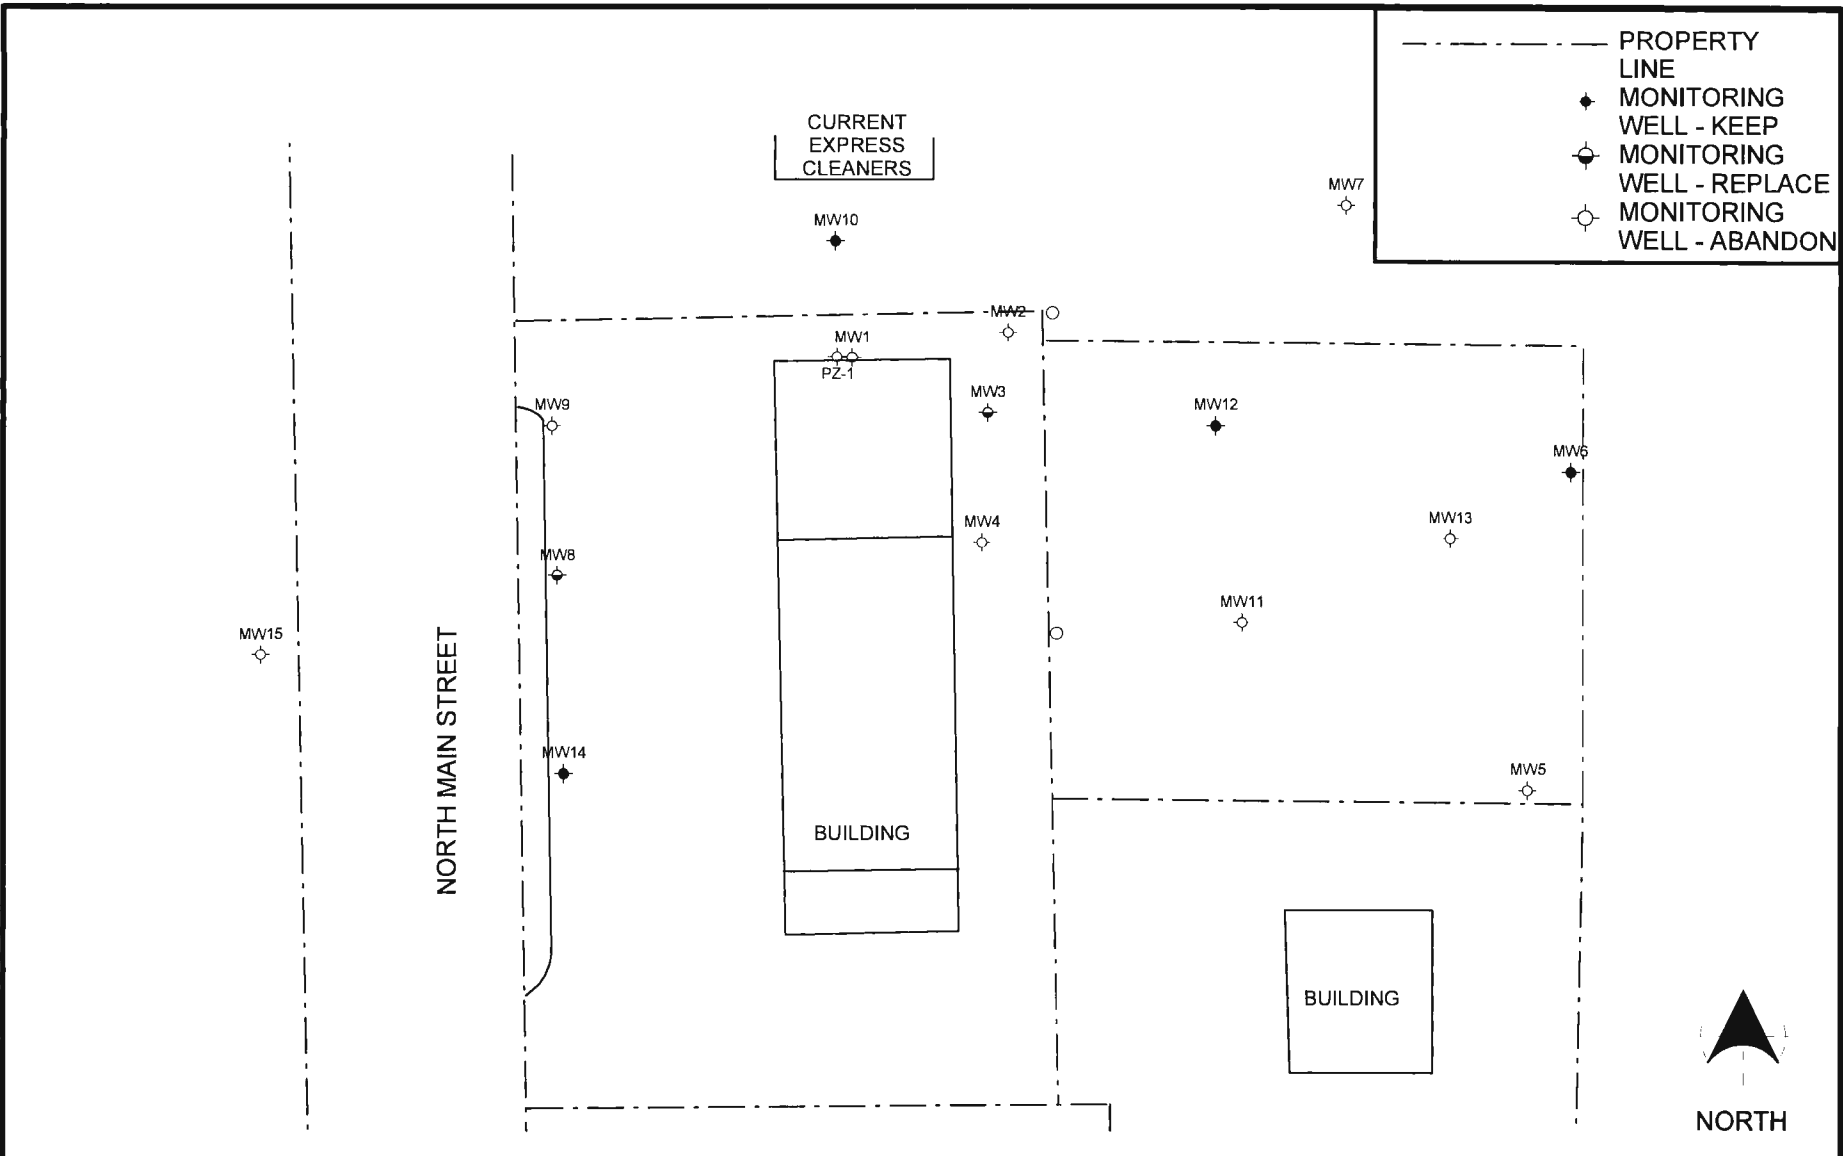 PROPERTY
LINE
MONITORING
WELL - KEEP
MONITORING
WELL - REPLACE
MONITORING
WELL - ABANDON
CURRENT
EXPRESS
CLEANERS
MW7
MW10
MW2
MW1
PZ-1
MW3
MW9
MW12
MW6
MW4
MW13
MW8
MW11
MW15
NORTH MAIN STREET
MW14
MW5
BUILDING
BUILDING
NORTH